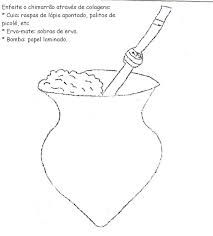 Enfeite o chimarrão através de colagens:
* Cuia: raspas de lápis apontado, palitos de
picolé, etc
* Erva-mate: sobras de erva.
* Bomba: papel laminado...